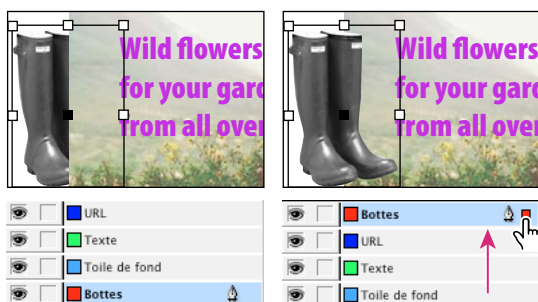 Wild flowers
for your gard
from all over
Wild flowers
for your gard
from all over
URL
Texte
Toile de fond
Bottes
Bottes
URL
Texte
Toile de fond